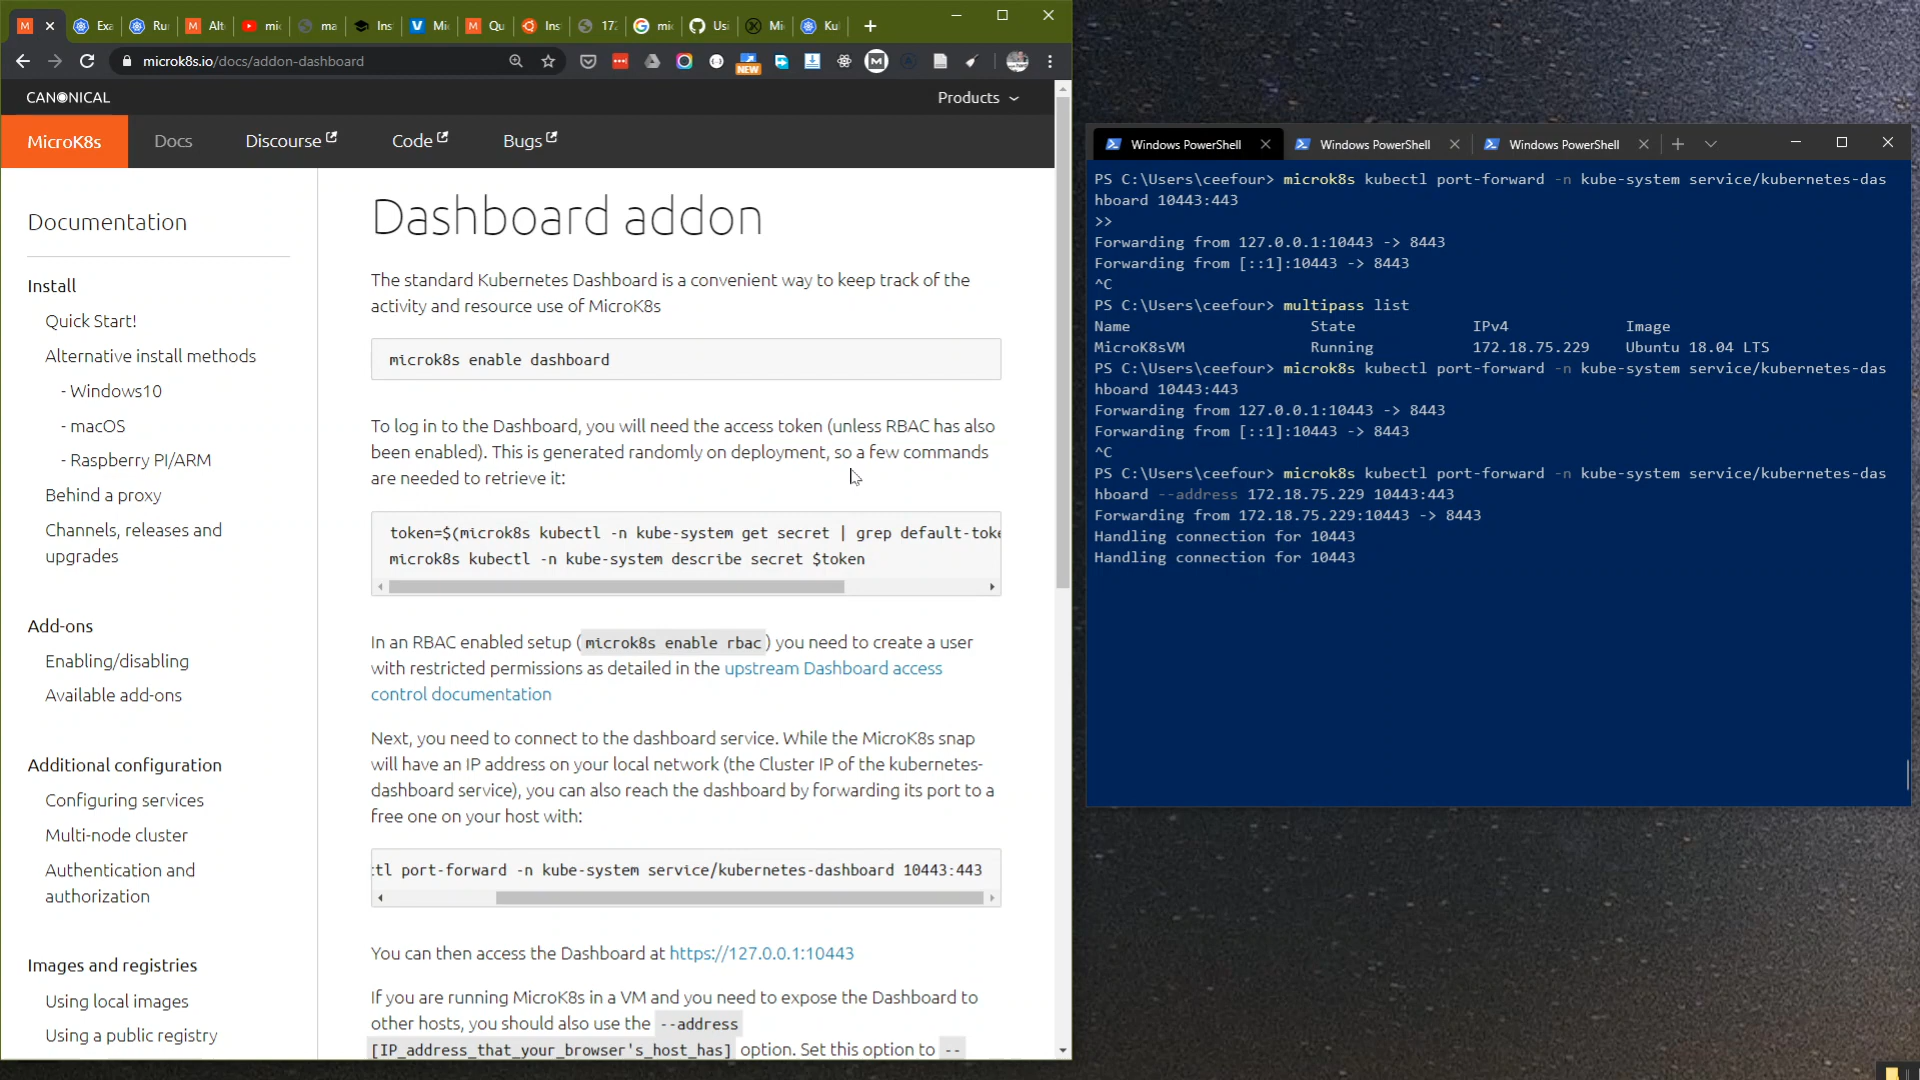 M
Exa
Rur
Alt
mi
ma
Ins
Mi
Qu
Ins
17
mic
Usi
Mi
Ku
microk8s.io/docs/addon-dashboard
NEW
CANONICAL
Products
MicroK8s
Docs
Discourse
Code
Bugs
Documentation
Install
Quick Start!
Alternative install methods
- Windows10
- macOS
- Raspberry PI/ARM
Behind a proxy
Channels, releases and
upgrades
Add-ons
Enabling/disabling
Available add-ons
Additional configuration
Configuring services
Multi-node cluster
Authentication and
authorization
Images and registries
Using local images
Using a public registry
Dashboard addon
The standard Kubernetes Dashboard is a convenient way to keep track of the
activity and resource use of MicroK8s
microk8s enable dashboard
To log in to the Dashboard, you will need the access token (unless RBAC has also
been enabled). This is generated randomly on deployment, so a few commands
are needed to retrieve it:
token=$(microk8s kubectl -n kube-system get secret | grep default-toke
microk8s kubectl -n kube-system describe secret $token
In an RBAC enabled setup (microk8s enable rbac) you need to create a user
with restricted permissions as detailed in the upstream Dashboard access
control documentation
Next, you need to connect to the dashboard service. While the MicroK8s snap
will have an IP address on your local network (the Cluster IP of the kubernetes-
dashboard service), you can also reach the dashboard by forwarding its port to a
free one on your host with:
:tl port-forward -n kube-system service/kubernetes-dashboard 10443:443
You can then access the Dashboard at https://127.0.0.1:10443
If you are running MicroK8s in a VM and you need to expose the Dashboard to
other hosts, you should also use the --address
[IP_address_that_your_browser's_host_has] option. Set this option to --
Windows PowerShell
Windows PowerShell
Windows PowerShell
PS C:\Users\ceefour> microk8s kubectl port-forward -n kube-system service/kubernetes-das
hboard 10443:443
>>
Forwarding from 127.0.0.1:10443 -> 8443
Forwarding from [::1]:10443 -> 8443
^C
PS C:\Users\ceefour> multipass list
Name State IPv4 Image
MicroK8sVM Running 172.18.75.229 Ubuntu 18.04 LTS
PS C:\Users\ceefour> microk8s kubectl port-forward -n kube-system service/kubernetes-das
hboard 10443:443
Forwarding from 127.0.0.1:10443 -> 8443
Forwarding from [::1]:10443 -> 8443
^C
PS C:\Users\ceefour> microk8s kubectl port-forward -n kube-system service/kubernetes-das
hboard --address 172.18.75.229 10443:443
Forwarding from 172.18.75.229:10443 -> 8443
Handling connection for 10443
Handling connection for 10443